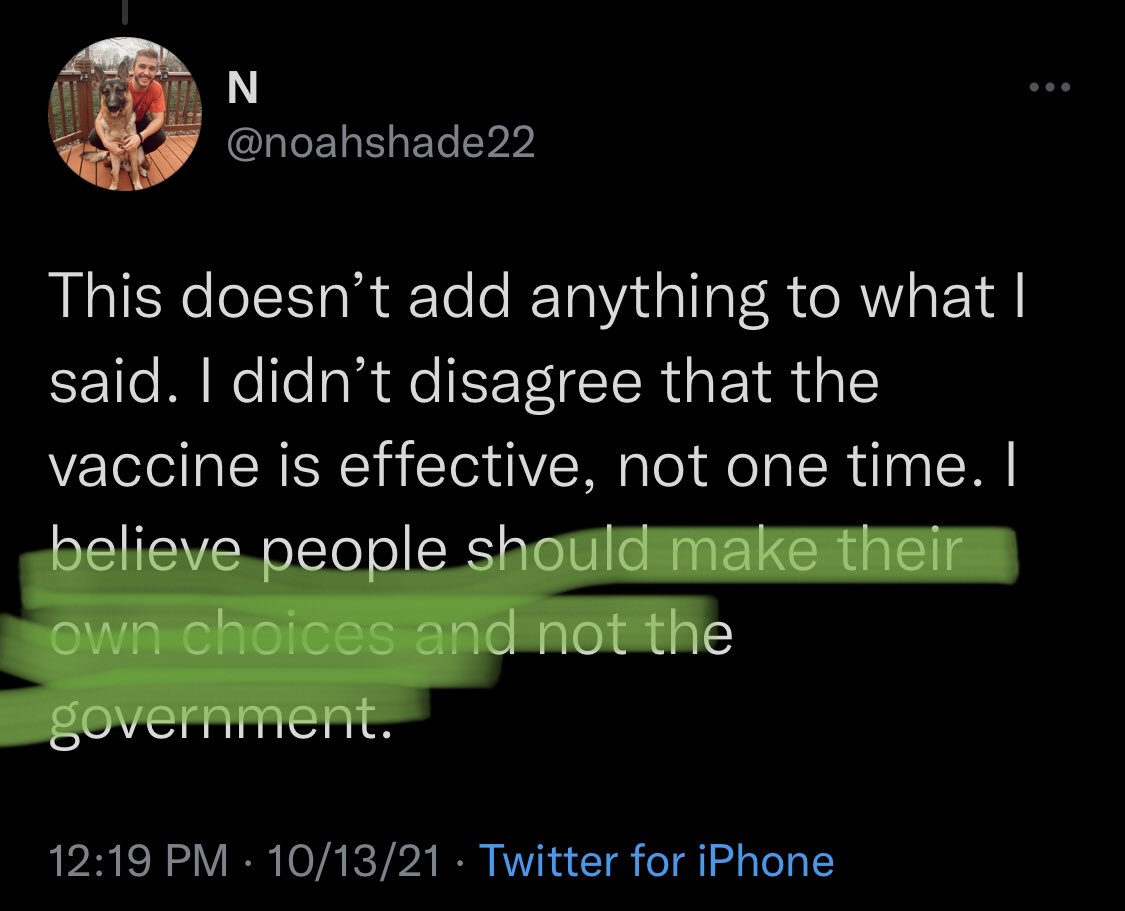 N
@noahshade22
This doesn’t add anything to what I
said. I didn’t disagree that the
vaccine is effective, not one time. I
believe people should make their
own choices and not the
government.
12:19 PM · 10/13/21 · Twitter for iPhone